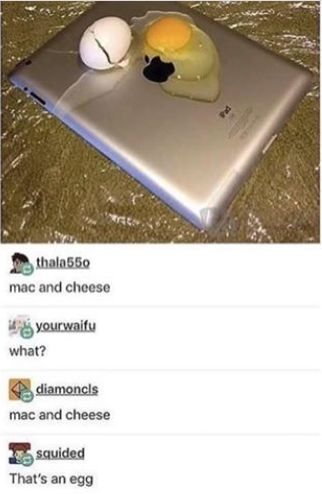 iPad
thala55o
mac and cheese
yourwaifu
what?
diamoncls
mac and cheese
squided
That's an egg